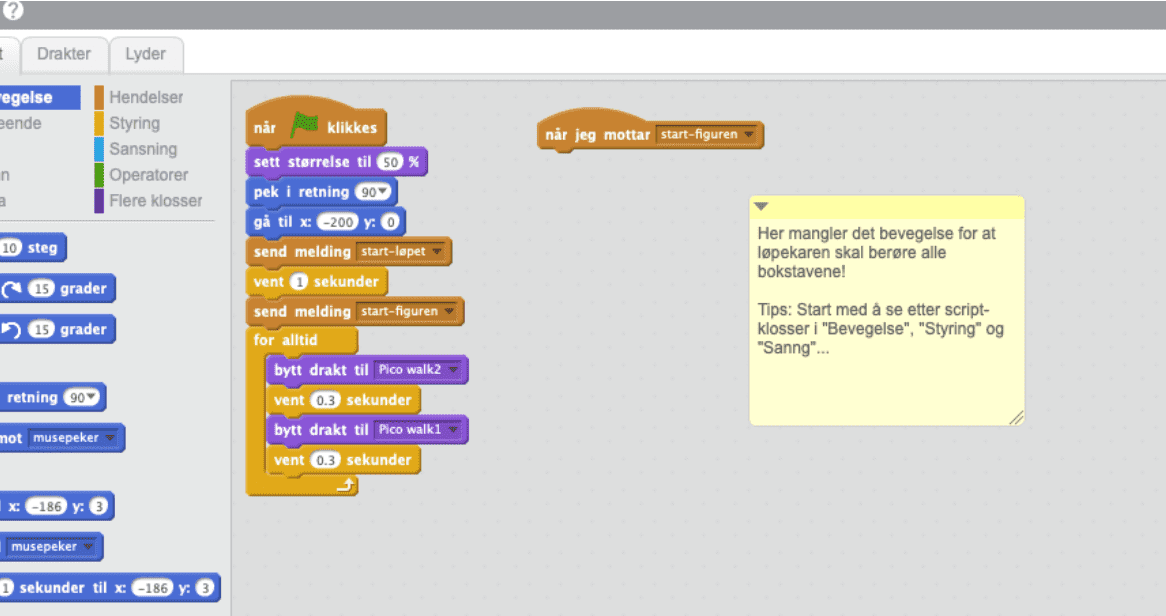 ?
t Drakter Lyder
vegelse Hendelser
eende Styring
Sansning
n Operatorer
a Flere klosser
10 steg
15 grader
15 grader
retning 90
mot musepeker
x: -186 y: 3
musepeker
1 sekunder til x: -186 y: 3
når klikkes
sett størrelse til 50 %
pek i retning 90
gå til x: -200 y: 0
send melding start-løpet
vent 1 sekunder
send melding start-figuren
for alltid
bytt drakt til Pico walk2
vent 0.3 sekunder
bytt drakt til Pico walk1
vent 0.3 sekunder
når jeg mottar start-figuren
Her mangler det bevegelse for at
løpekaren skal berøre alle
bokstavene!
Tips: Start med å se etter script-
klosser i "Bevegelse", "Styring" og
"Sanng"...